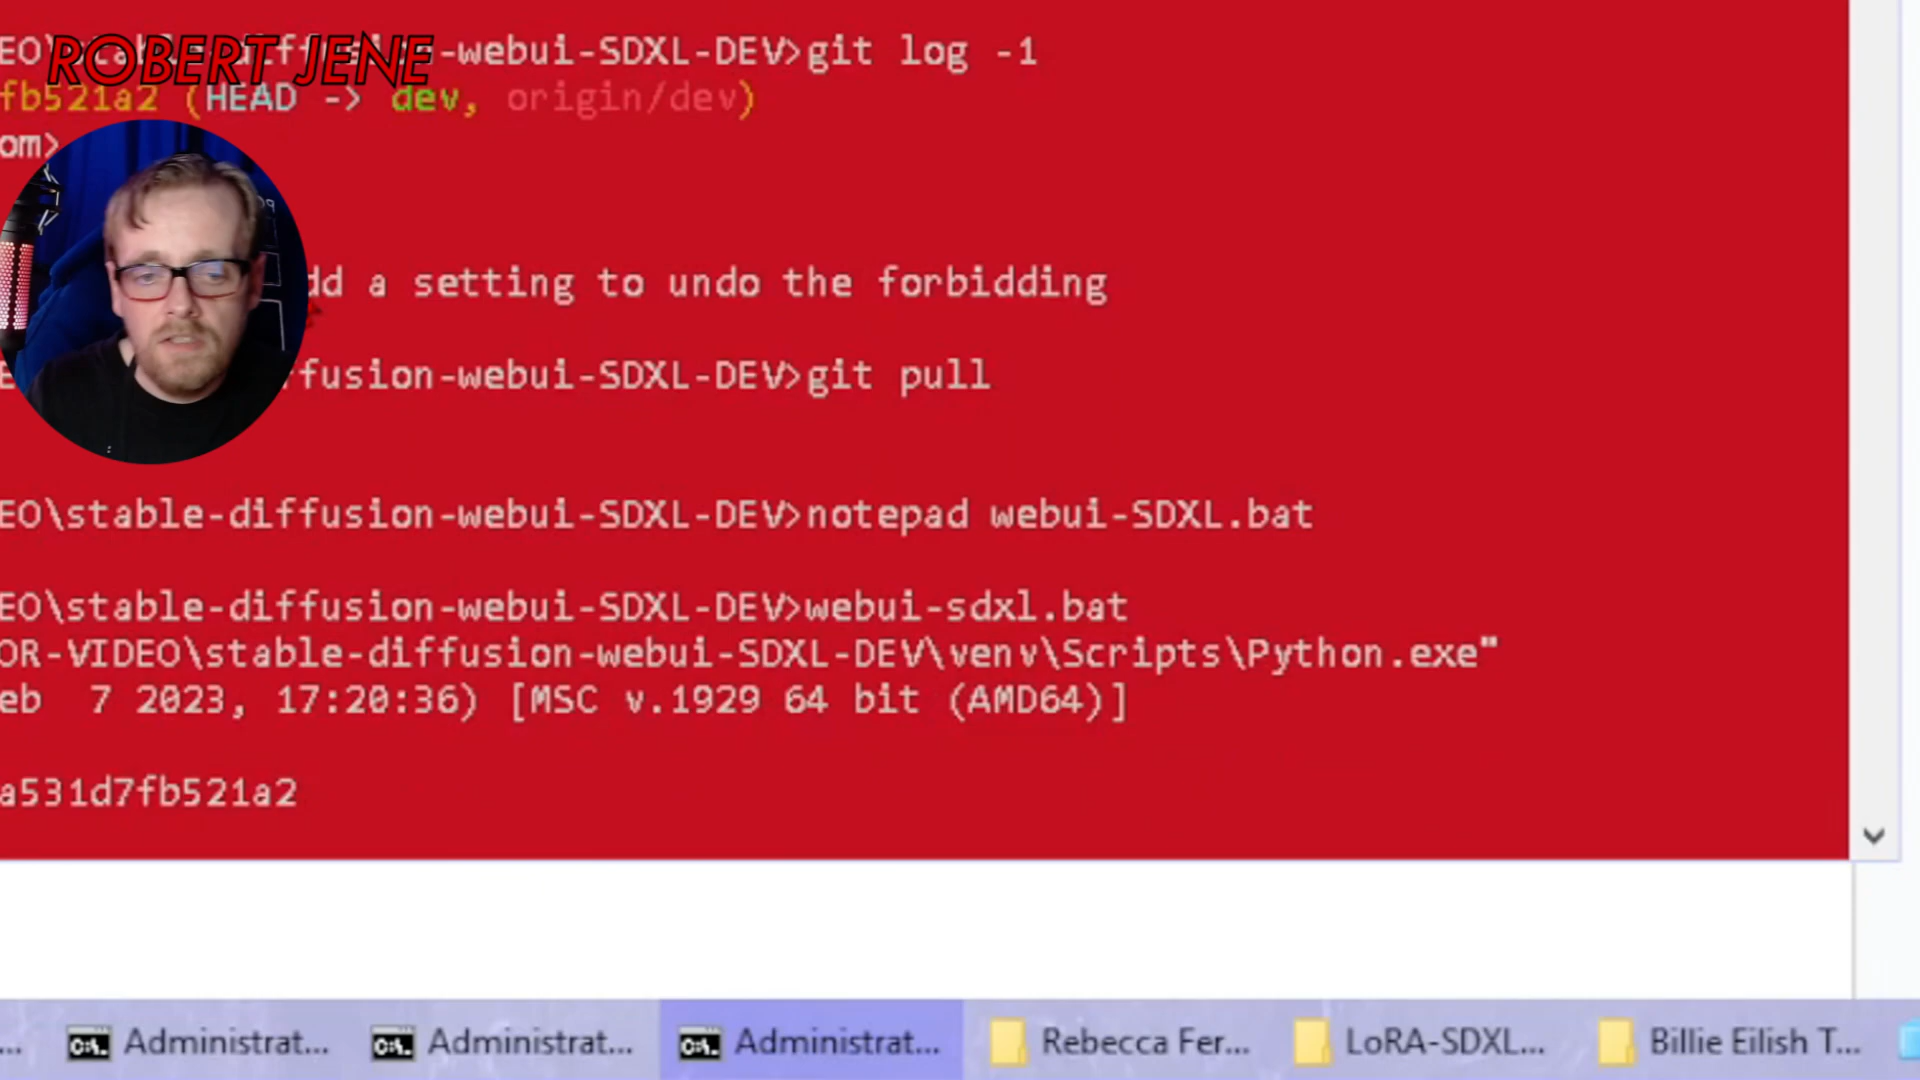 EO\stable-diffusion-webui-SDXL-DEV>git log -1
ROBERT JENE
fb521a2 (HEAD -> dev, origin/dev)
om>
dd a setting to undo the forbidding
fusion-webui-SDXL-DEV>git pull
EO\stable-diffusion-webui-SDXL-DEV>notepad webui-SDXL.bat
EO\stable-diffusion-webui-SDXL-DEV>webui-sdxl.bat
OR-VIDEO\stable-diffusion-webui-SDXL-DEV\venv\Scripts\Python.exe"
eb 7 2023, 17:20:36) [MSC v.1929 64 bit (AMD64)]
a531d7fb521a2
... Administrat... Administrat... Administrat... Rebecca Fer... LoRA-SDXL... Billie Eilish T...